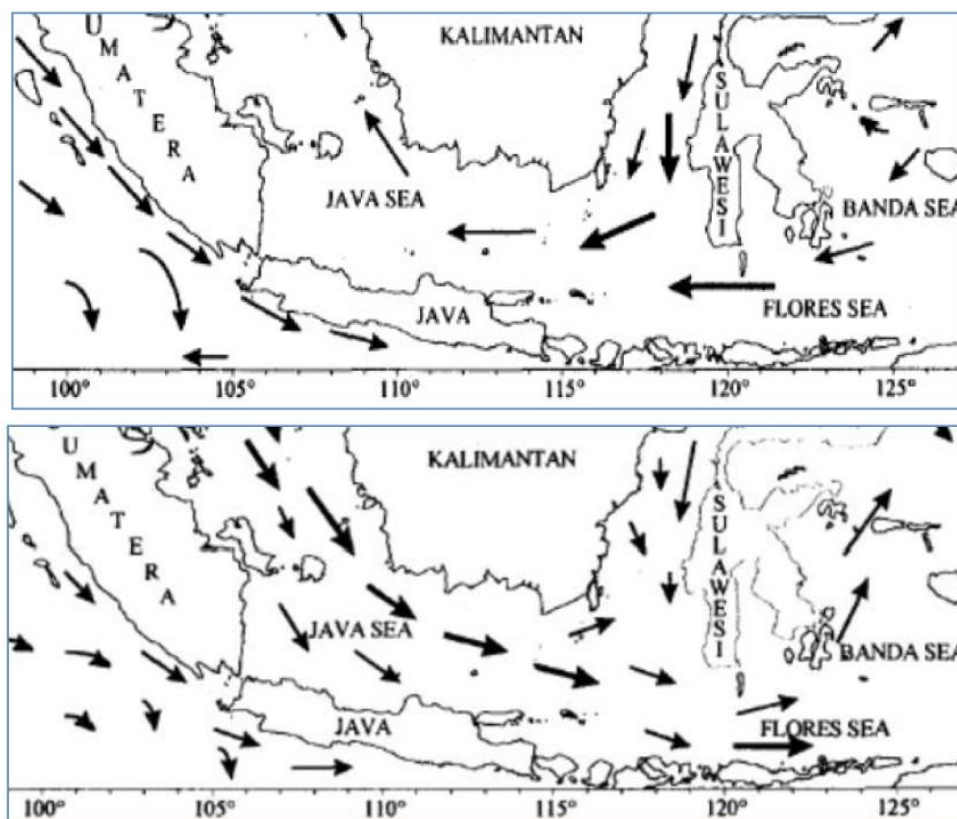 UMATERA
KALIMANTAN
SULAWESI
JAVA SEA
BANDA SEA
JAVA
FLORES SEA
100° 105° 110° 115° 120° 125°
UMATERA
KALIMANTAN
SULAWESI
JAVA SEA
BANDA SEA
JAVA
FLORES SEA
100° 105° 110° 115° 120° 125°